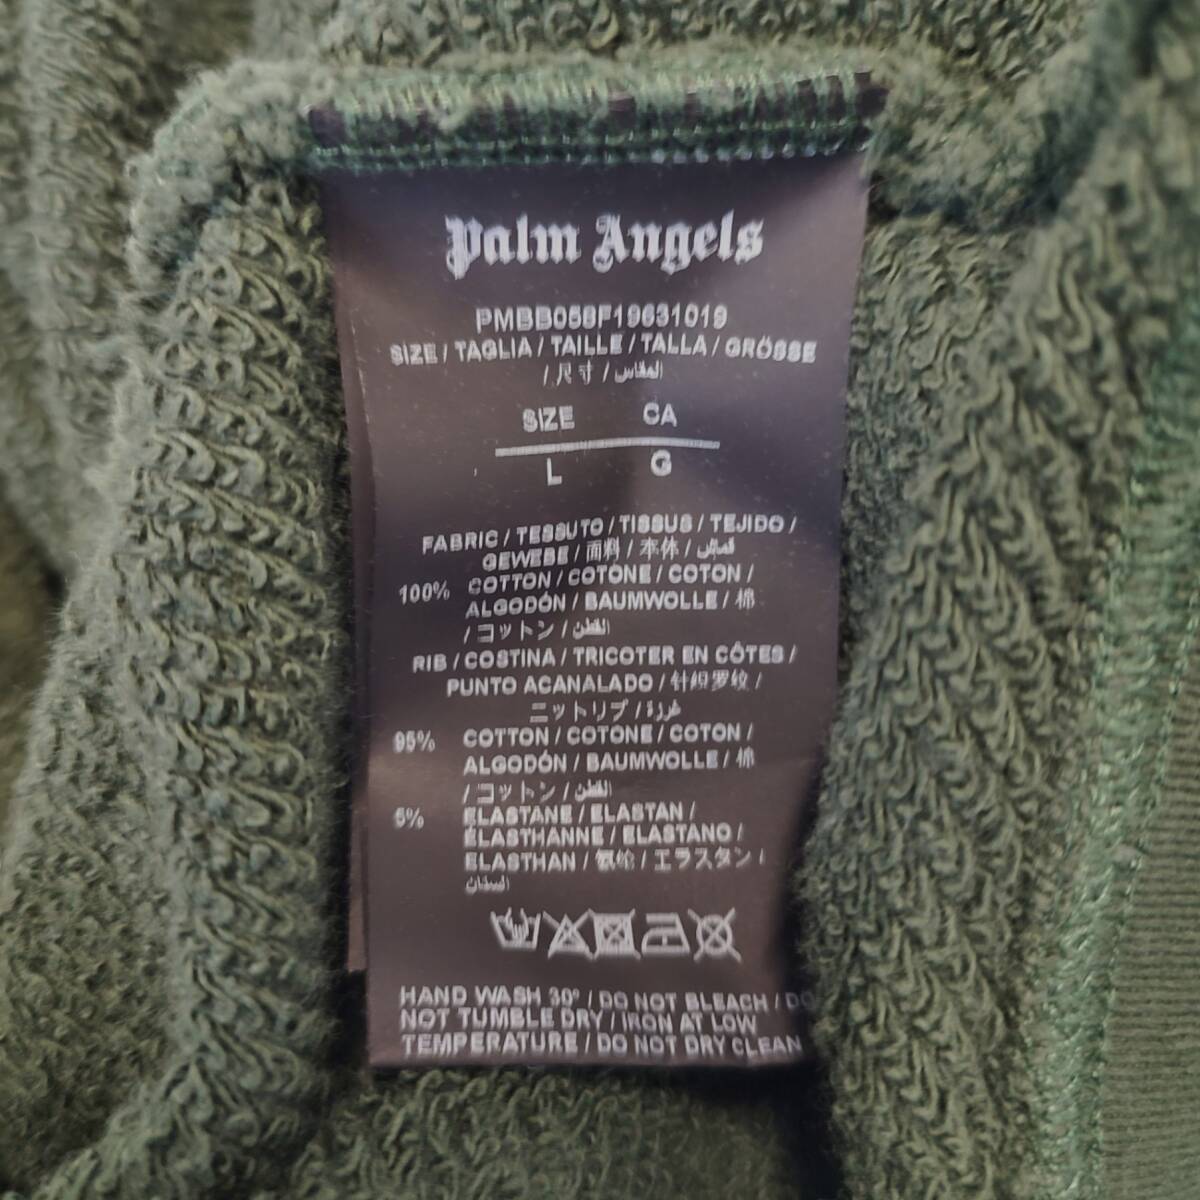 Palm Angels
PMBB058F19631019
SIZE / TAGLIA / TAILLE / TALLA / GRÖSSE
/ 尺寸 / المقاس
SIZE CA
L G
FABRIC / TESSUTO / TISSUS / TEJIDO /
GEWEBE / 面料 / 本体 / قماش
100% COTTON / COTONE / COTON /
ALGODÓN / BAUMWOLLE / 棉
/ コットン / القطن
RIB / COSTINA / TRICOTER EN CÔTES /
PUNTO ACANALADO / 针织罗纹 /
ニットリブ / غرزة
95% COTTON / COTONE / COTON /
ALGODÓN / BAUMWOLLE / 棉
/ コットン / القطن
5% ELASTANE / ELASTAN /
ÉLASTHANNE / ELASTANO /
ELASTHAN / 氨纶 / エラスタン /
HAND WASH 30° / DO NOT BLEACH / DO
NOT TUMBLE DRY / IRON AT LOW
TEMPERATURE / DO NOT DRY CLEAN